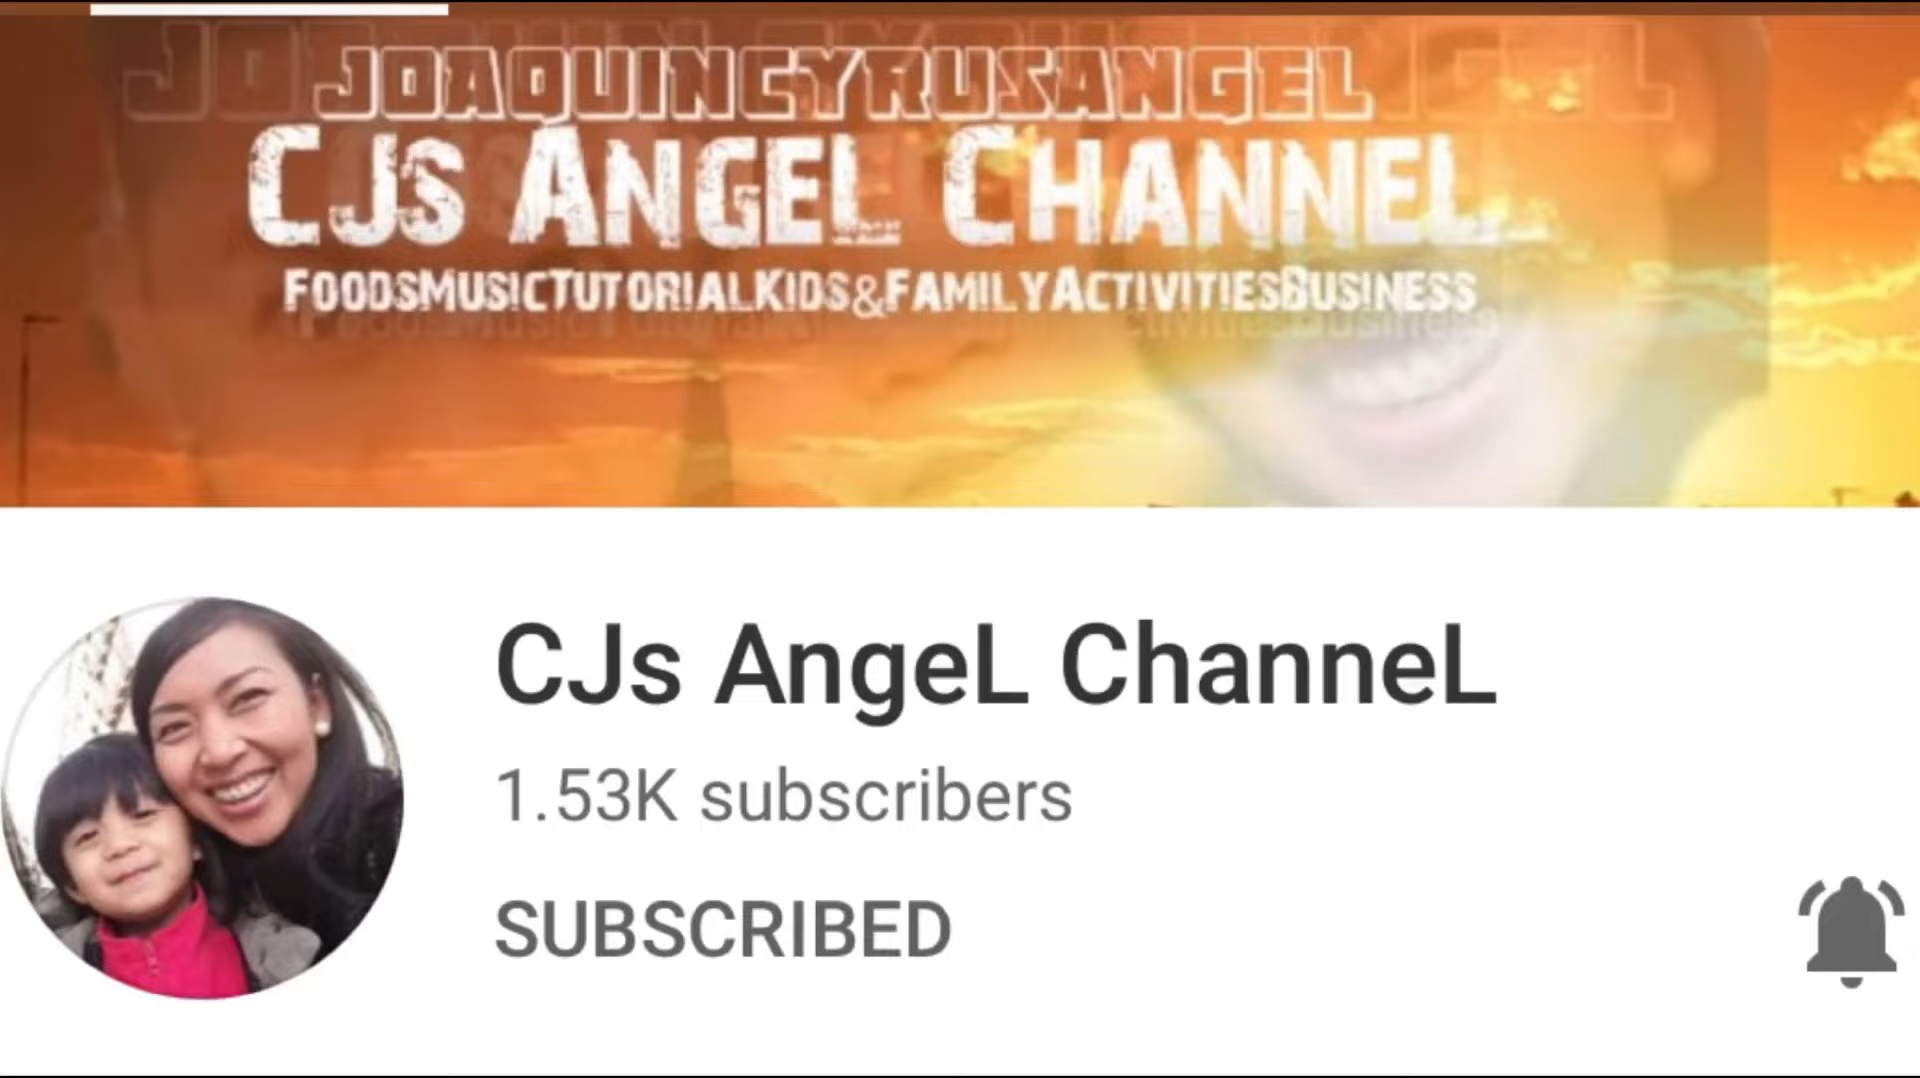 JOAQUINCYRUSANGEL
CJS ANGEL CHANNEL
FOODSMUSICTUTORIALKIDS&FAMILYACTIVITIESBUSINESS
CJs AngeL ChanneL
1.53K subscribers
SUBSCRIBED